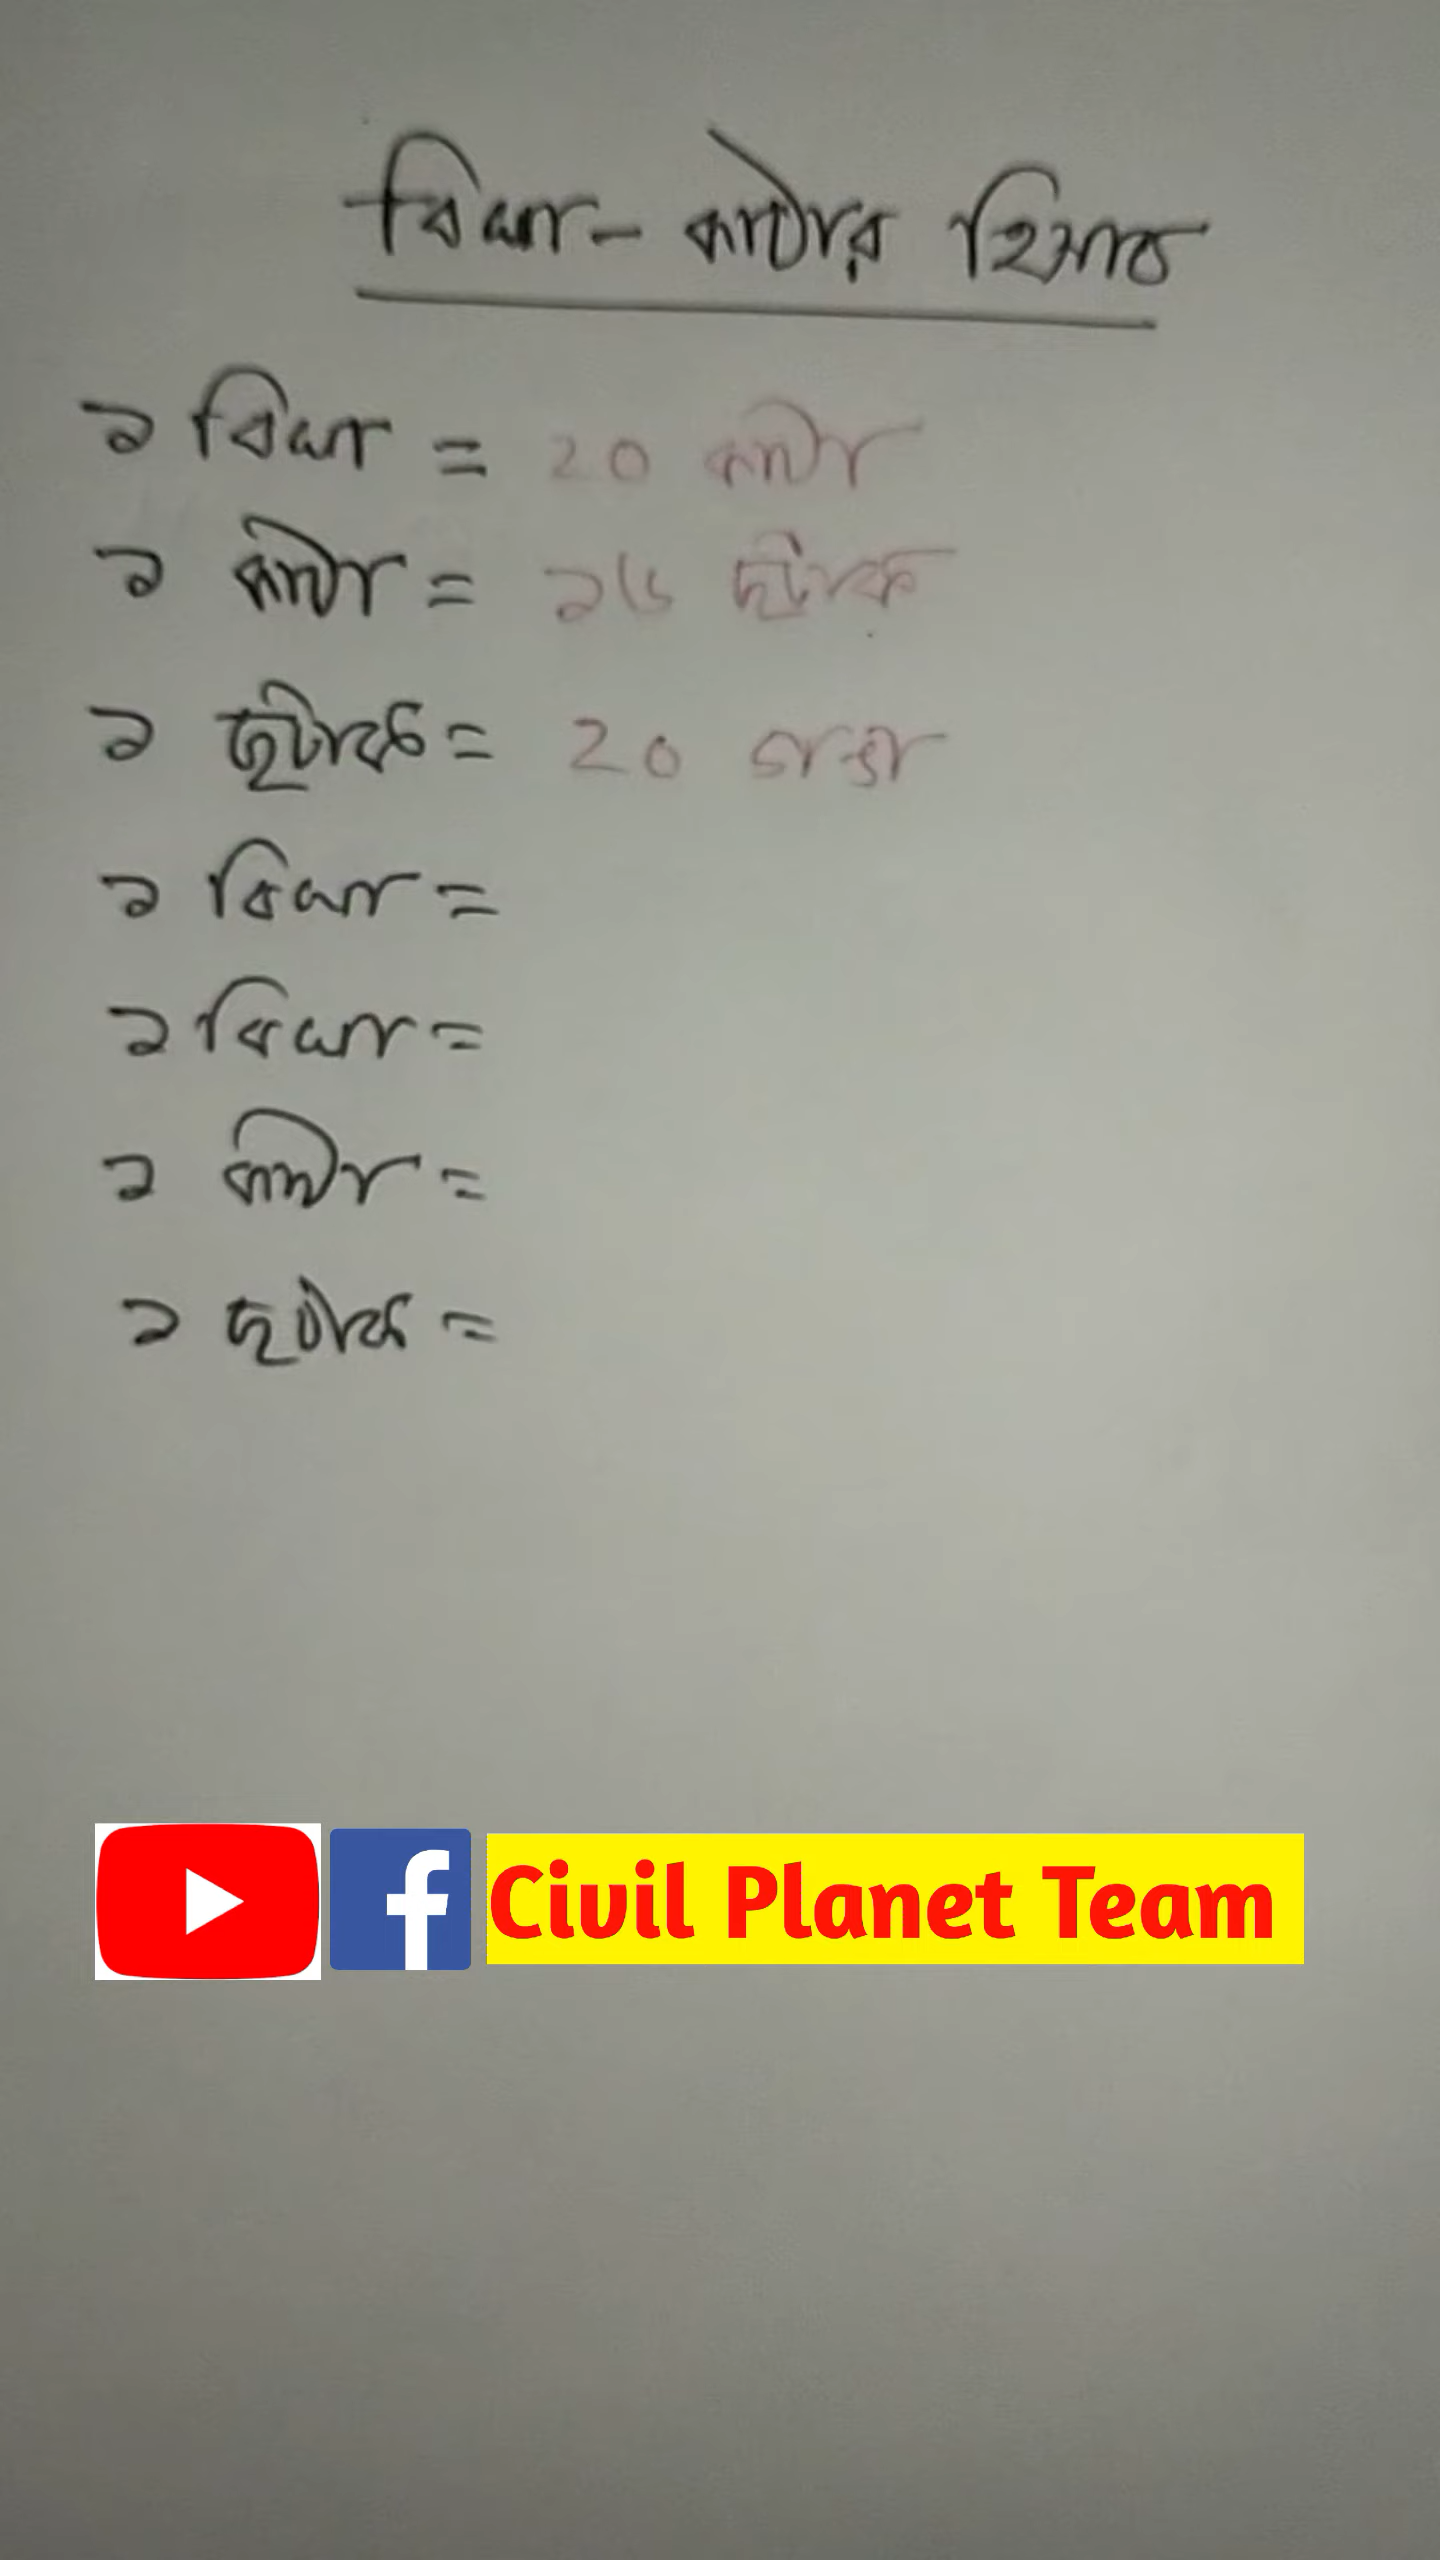 বিঘা - কাঠার হিসাব
১ বিঘা = 20 কাঠা
১ কাঠা = ১৬ ছটাক
১ ছটাক = 20 গন্ডা
১ বিঘা =
১ বিঘা =
১ কাঠা =
১ ছটাক =
Civil Planet Team